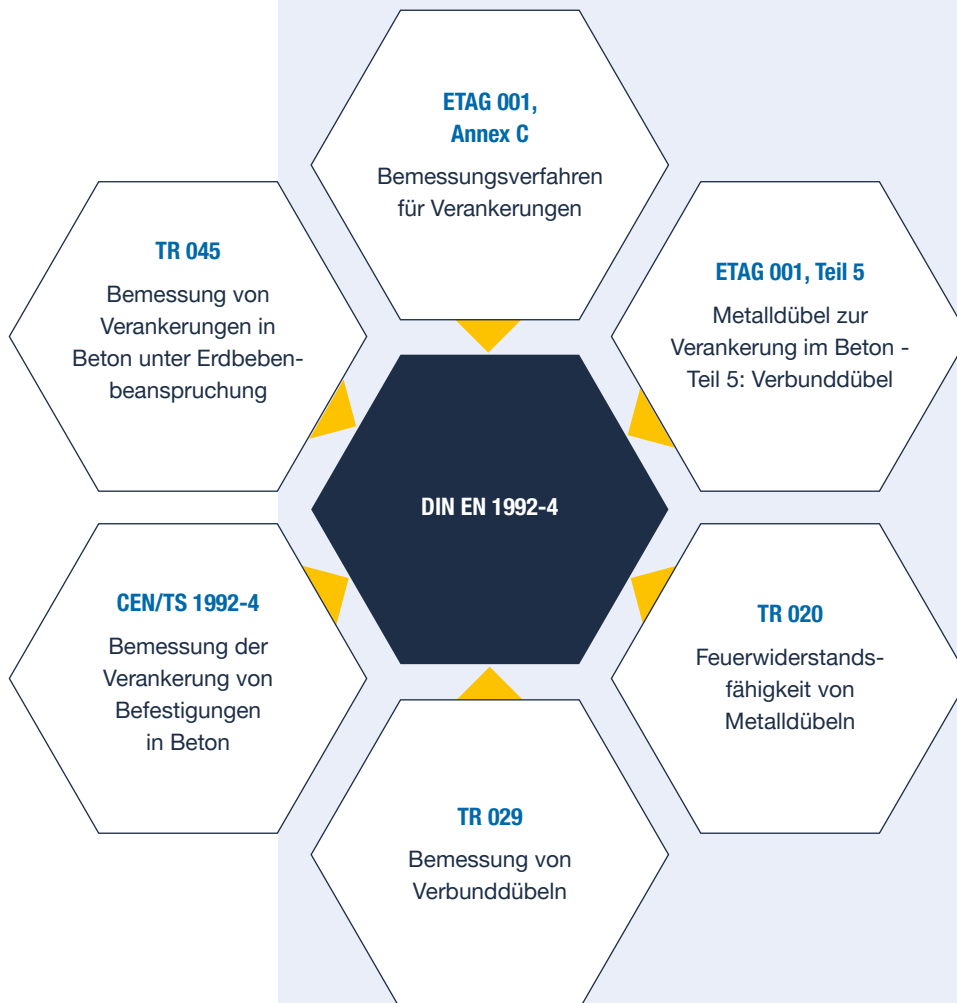 ETAG 001,
Annex C
Bemessungsverfahren
für Verankerungen
TR 045
Bemessung von
Verankerungen in
Beton unter Erdbeben-
beanspruchung
ETAG 001, Teil 5
Metalldübel zur
Verankerung im Beton -
Teil 5: Verbunddübel
DIN EN 1992-4
CEN/TS 1992-4
Bemessung der
Verankerung von
Befestigungen
in Beton
TR 020
Feuerwiderstands-
fähigkeit von
Metalldübeln
TR 029
Bemessung von
Verbunddübeln